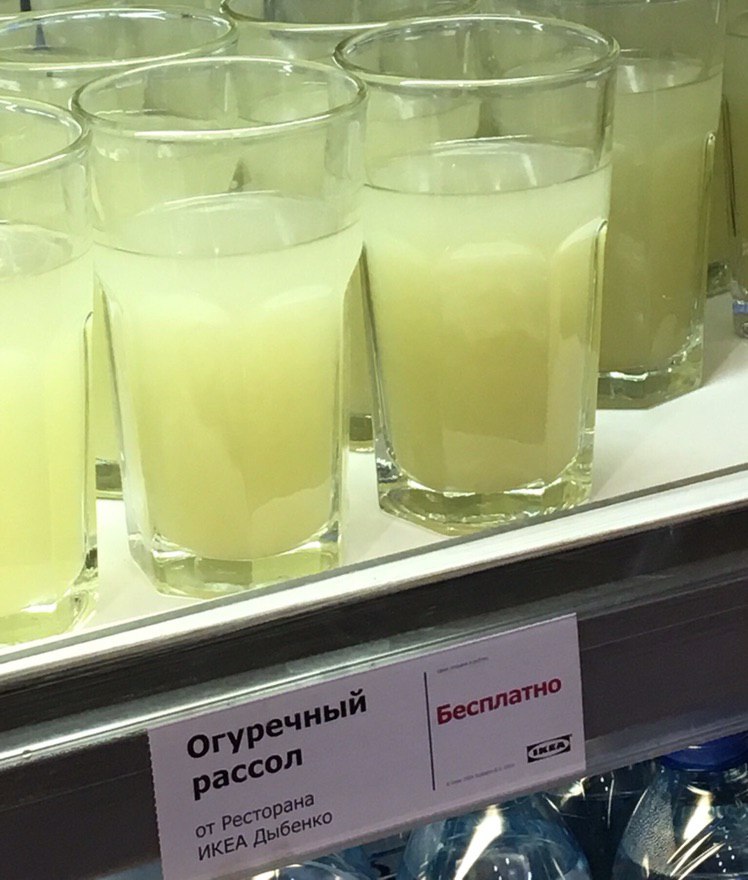 Огуречный
рассол
от Ресторана
ИКЕА Дыбенко
Бесплатно
IKEA